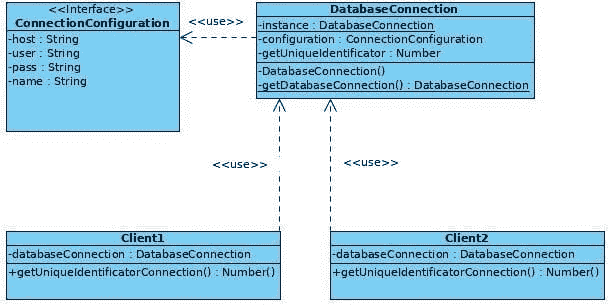 <<Interface>>
ConnectionConfiguration
-host : String
-user : String
-pass : String
-name : String
<<use>>
DatabaseConnection
-instance : DatabaseConnection
-configuration : ConnectionConfiguration
-getUniqueIdentificator : Number
-DatabaseConnection()
-getDatabaseConnection() : DatabaseConnection
<<use>>
<<use>>
Client1
-databaseConnection : DatabaseConnection
+getUniqueIdentificatorConnection() : Number()
Client2
-databaseConnection : DatabaseConnection
+getUniqueIdentificatorConnection() : Number()